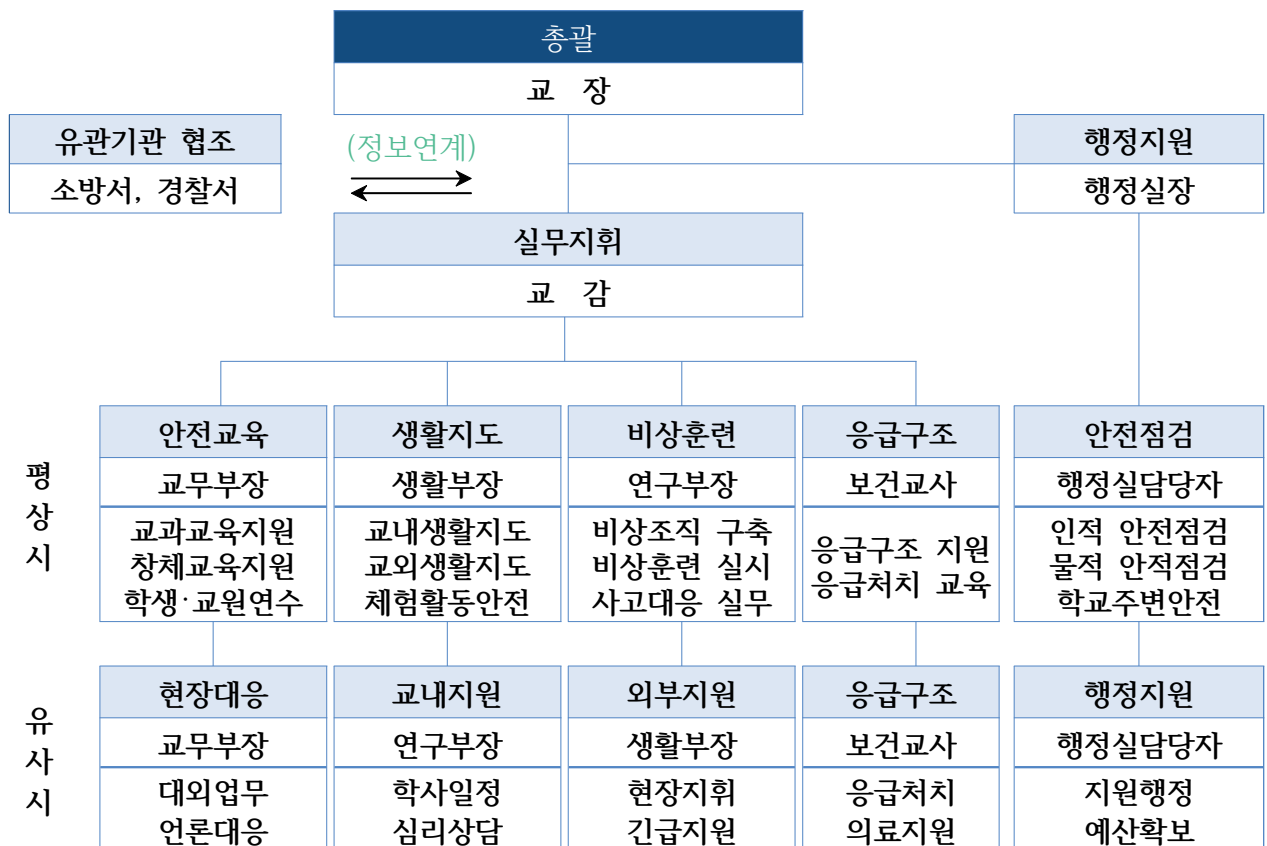 총괄
교 장
유관기관 협조
소방서, 경찰서
(정보연계)
행정지원
행정실장
실무지휘
교 감
평상시
안전교육
교무부장
교과교육지원
창체교육지원
학생·교원연수
생활지도
생활부장
교내생활지도
교외생활지도
체험활동안전
비상훈련
연구부장
비상조직 구축
비상훈련 실시
사고대응 실무
응급구조
보건교사
응급구조 지원
응급처치 교육
안전점검
행정실담당자
인적 안전점검
물적 안적점검
학교주변안전
유사시
현장대응
교무부장
대외업무
언론대응
교내지원
연구부장
학사일정
심리상담
외부지원
생활부장
현장지휘
긴급지원
응급구조
보건교사
응급처치
의료지원
행정지원
행정실담당자
지원행정
예산확보